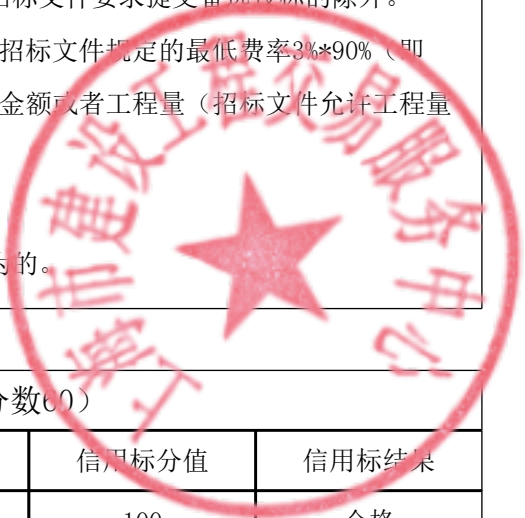 招标文件要求提交备选投标的除外。
招标文件规定的最低费率3%*90%（即
金额或者工程量（招标文件允许工程量
的。
上海市建设工程交易服务中心
分数60）
信用标分值 信用标结果
100 合格